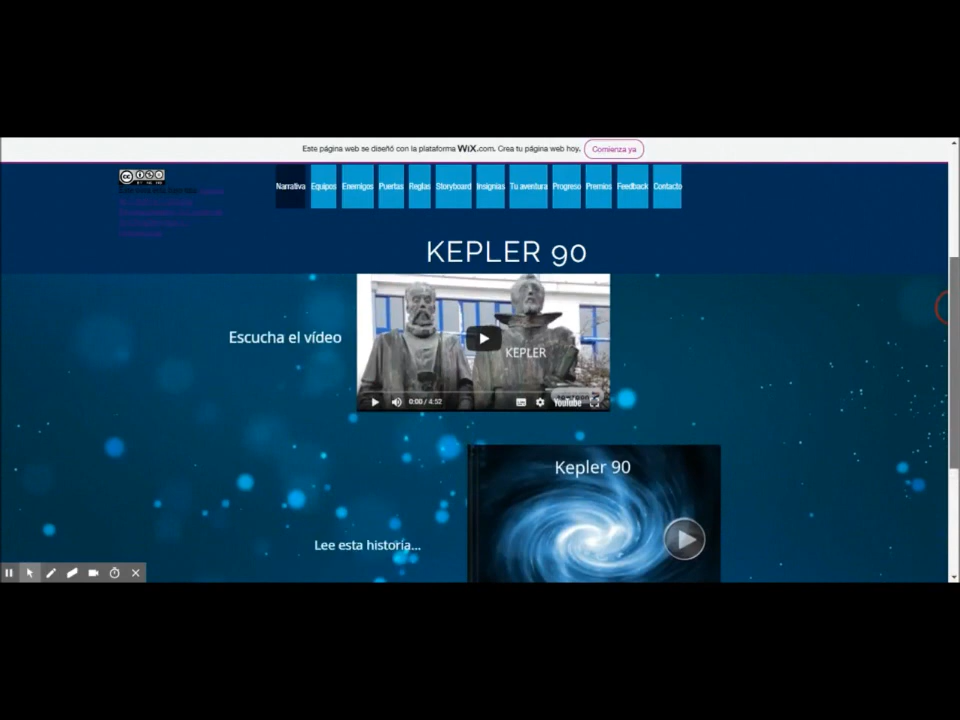 Este página web se diseñó con la plataforma WiX.com. Crea tu página web hoy. Comienza ya
Narrativa Equipos Enemigos Puertas Reglas Storyboard Insignias Tu aventura Progreso Premios Feedback Contacto
KEPLER 90
Escucha el vídeo
KEPLER
0:00 / 4:52
YouTube
Kepler 90
Lee esta historia...